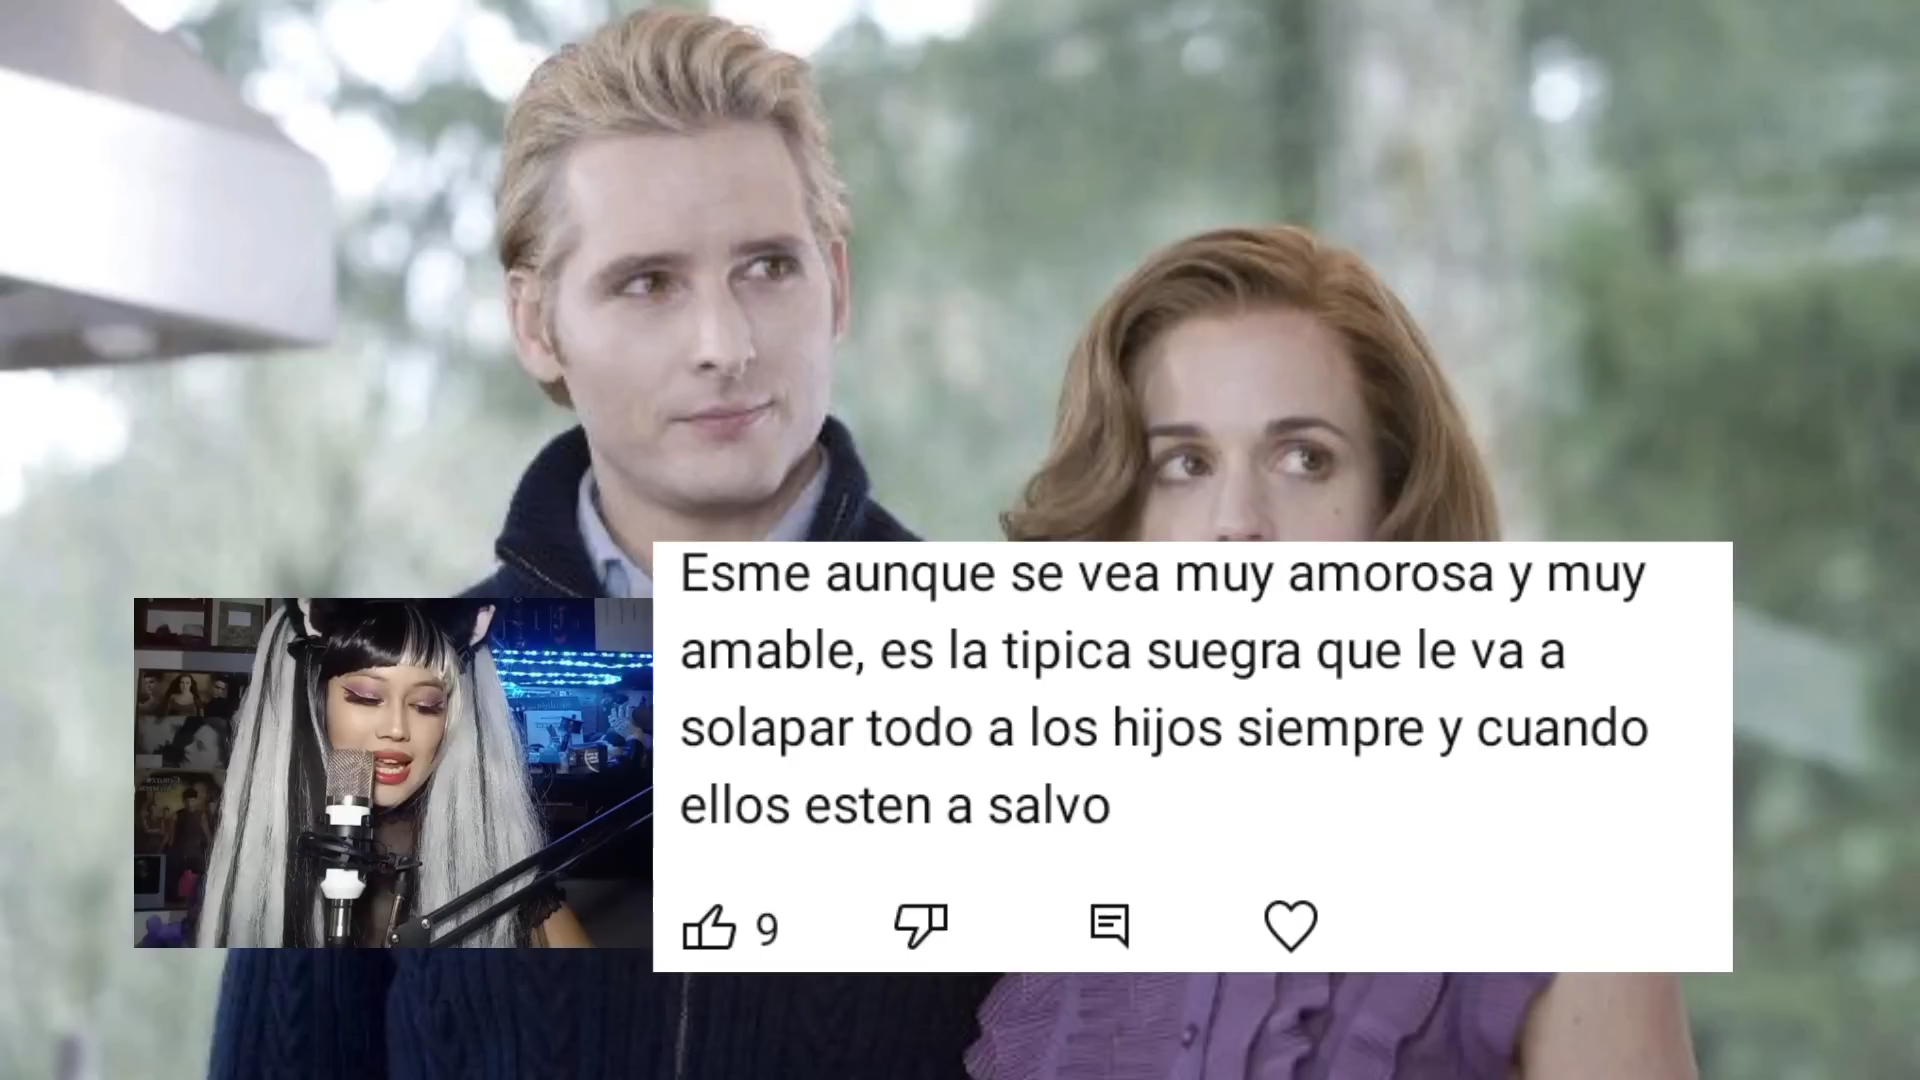 Esme aunque se vea muy amorosa y muy
amable, es la tipica suegra que le va a
solapar todo a los hijos siempre y cuando
ellos esten a salvo
9